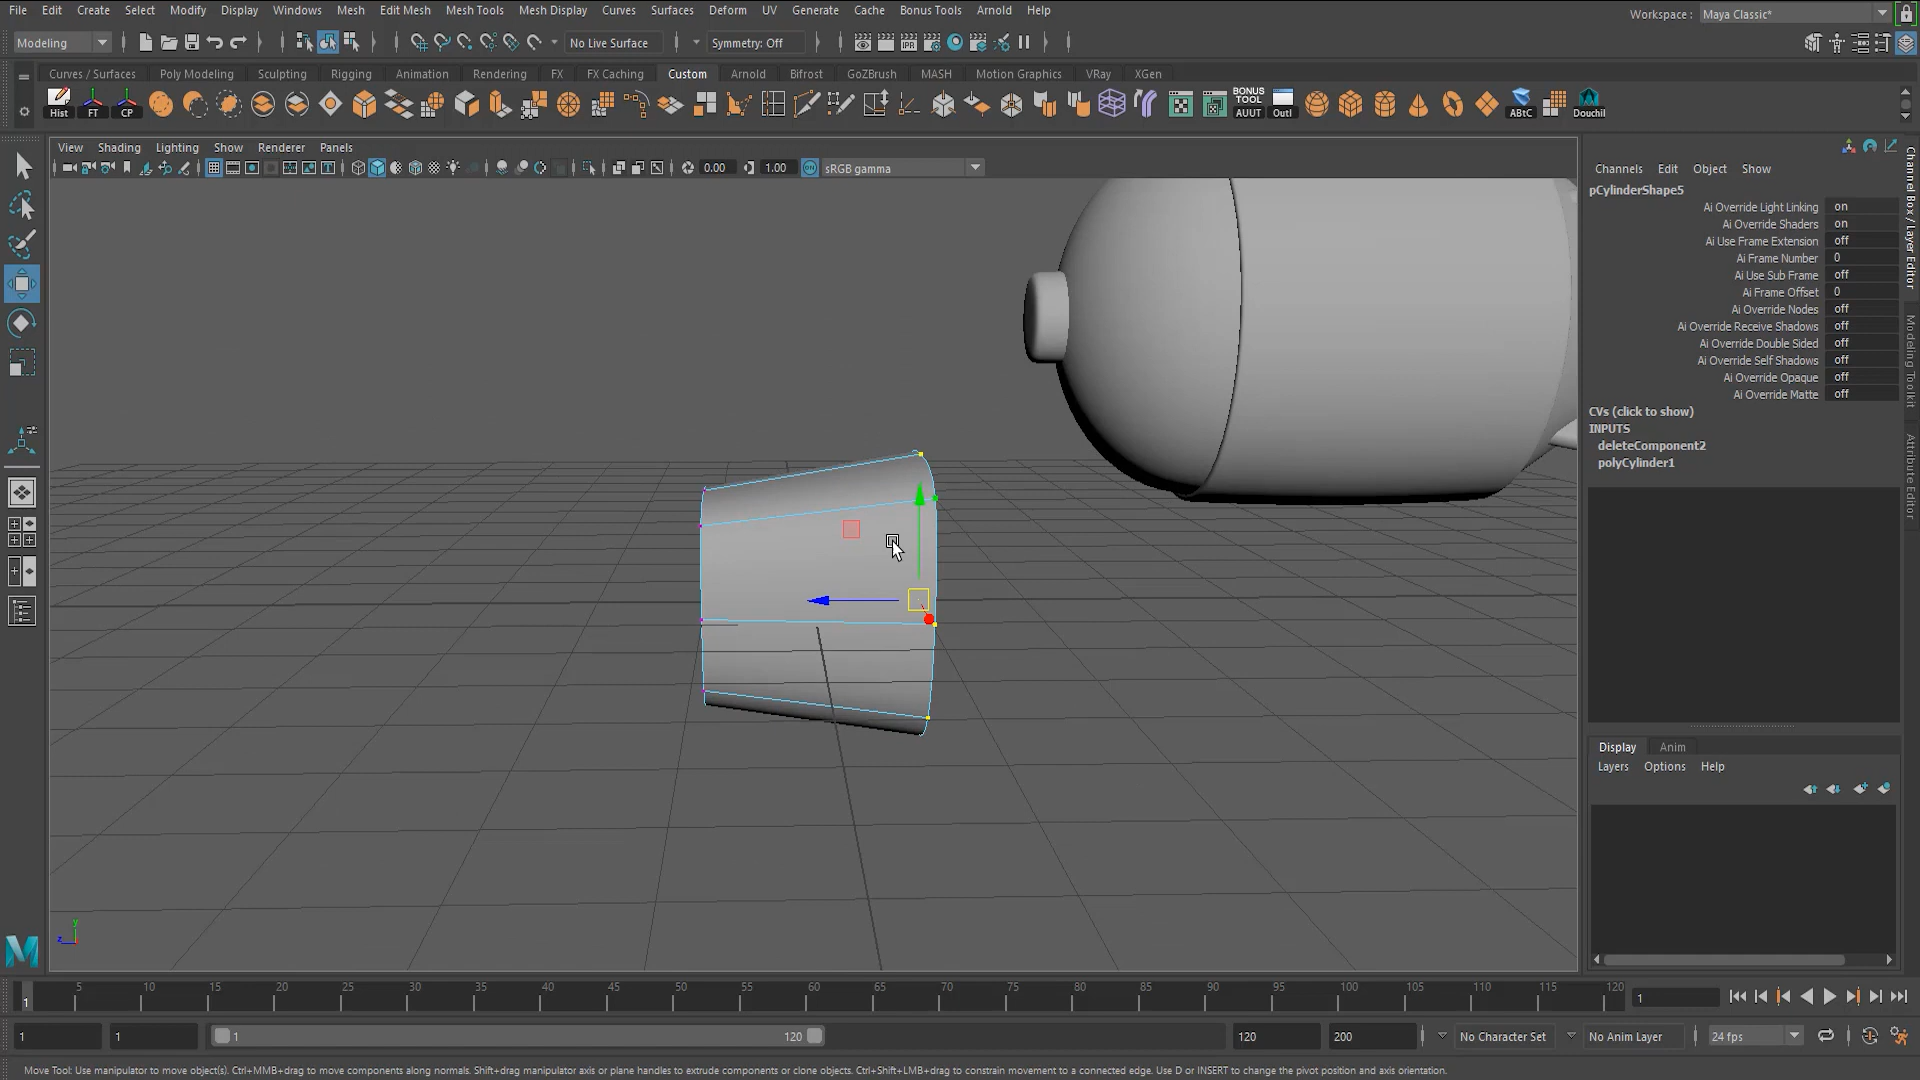 File Edit Create Select Modify Display Windows Mesh Edit Mesh Mesh Tools Mesh Display Curves Surfaces Deform UV Generate Cache Bonus Tools Arnold Help
Workspace : Maya Classic*
Modeling No Live Surface Symmetry: Off
Curves / Surfaces Poly Modeling Sculpting Rigging Animation Rendering FX FX Caching Custom Arnold Bifrost GoZBrush MASH Motion Graphics VRay XGen
BONUS TOOL
Hist FT CP AUUT Outl ABtC Douchil
View Shading Lighting Show Renderer Panels
0.00 1.00 sRGB gamma
Channels Edit Object Show
pCylinderShape5
Ai Override Light Linking on
Ai Override Shaders on
Ai Use Frame Extension off
Ai Frame Number 0
Ai Use Sub Frame off
Ai Frame Offset 0
Ai Override Nodes off
Ai Override Receive Shadows off
Ai Override Double Sided off
Ai Override Self Shadows off
Ai Override Opaque off
Ai Override Matte off
CVs (click to show)
INPUTS
deleteComponent2
polyCylinder1
Channel Box / Layer Editor
Modeling Toolkit
Attribute Editor
Display Anim
Layers Options Help
y
z
1 5 10 15 20 25 30 35 40 45 50 55 60 65 70 75 80 85 90 95 100 105 110 115 120 1
1 1 1 120 120 200 No Character Set No Anim Layer 24 fps
Move Tool: Use manipulator to move object(s). Ctrl+MMB+drag to move components along normals. Shift+drag manipulator axis or plane handles to extrude components or clone objects. Ctrl+Shift+LMB+drag to constrain movement to a connected edge. Use D or INSERT to change the pivot position and axis orientation.